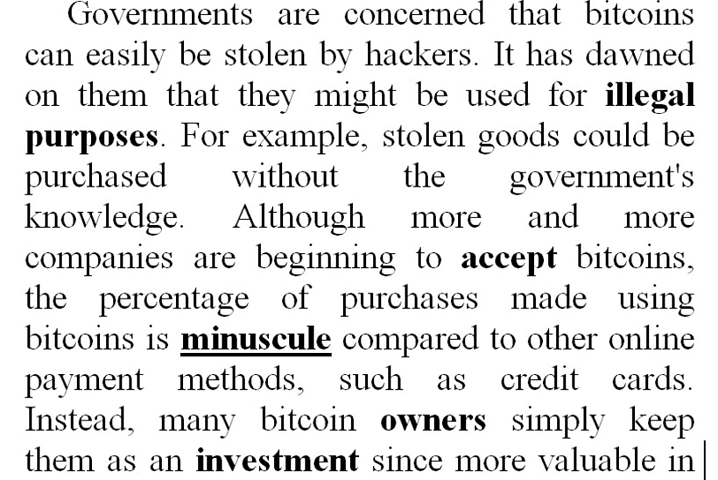 Governments are concerned that bitcoins
can easily be stolen by hackers. It has dawned
on them that they might be used for illegal
purposes. For example, stolen goods could be
purchased without the government's
knowledge. Although more and more
companies are beginning to accept bitcoins,
the percentage of purchases made using
bitcoins is minuscule compared to other online
payment methods, such as credit cards.
Instead, many bitcoin owners simply keep
them as an investment since more valuable in